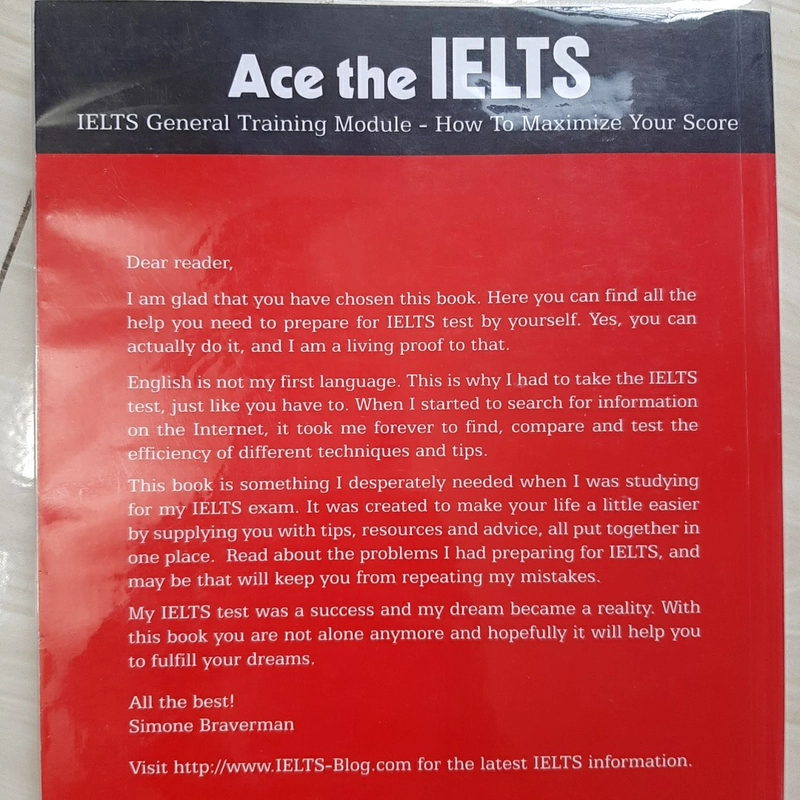 Ace the IELTS
IELTS General Training Module - How To Maximize Your Score
Dear reader,
I am glad that you have chosen this book. Here you can find all the
help you need to prepare for IELTS test by yourself. Yes, you can
actually do it, and I am a living proof to that.
English is not my first language. This is why I had to take the IELTS
test, just like you have to. When I started to search for information
on the Internet, it took me forever to find, compare and test the
efficiency of different techniques and tips.
This book is something I desperately needed when I was studying
for my IELTS exam. It was created to make your life a little easier
by supplying you with tips, resources and advice, all put together in
one place. Read about the problems I had preparing for IELTS, and
may be that will keep you from repeating my mistakes.
My IELTS test was a success and my dream became a reality. With
this book you are not alone anymore and hopefully it will help you
to fulfill your dreams.
All the best!
Simone Braverman
Visit http://www.IELTS-Blog.com for the latest IELTS information.